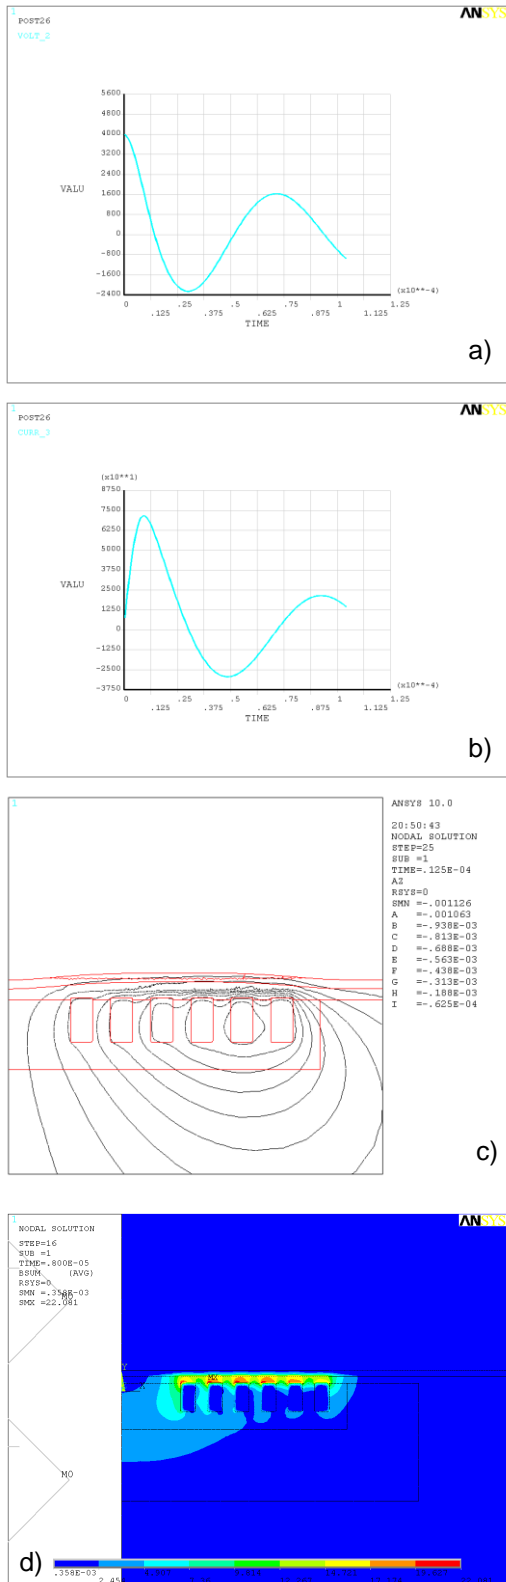 1
POST26
ANSYS
VOLT_2
5600
4800
4000
3200
2400
VALU
1600
800
0
-800
-1600
-2400
(x10**-4)
0 .25 .5 .75 1 1.25
.125 .375 .625 .875 1.125
TIME
a)
1
POST26
ANSYS
CURR_3
(x10**1)
8750
7500
6250
5000
3750
VALU
2500
1250
0
-1250
-2500
-3750
(x10**-4)
0 .25 .5 .75 1 1.25
.125 .375 .625 .875 1.125
TIME
b)
1
ANSYS 10.0
20:50:43
NODAL SOLUTION
STEP=25
SUB =1
TIME=.125E-04
AZ
RSYS=0
SMN =-.001126
A =-.001063
B =-.938E-03
C =-.813E-03
D =-.688E-03
E =-.563E-03
F =-.438E-03
G =-.313E-03
H =-.188E-03
I =-.625E-04
c)
1
NODAL SOLUTION
ANSYS
STEP=16
SUB =1
TIME=.800E-05
BSUM (AVG)
RSYS=0
SMN =.358E-03
SMX =22.081
MO
Y
MX
MO
d)
.358E-03